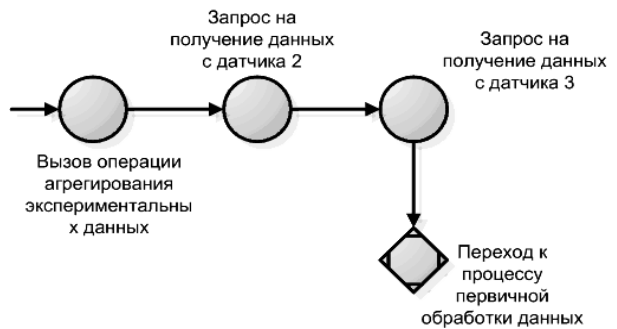 Запрос на
получение данных
с датчика 2
Запрос на
получение данных
с датчика 3
Вызов операции
агрегирования
экспериментальны
х данных
Переход к
процессу
первичной
обработки данных